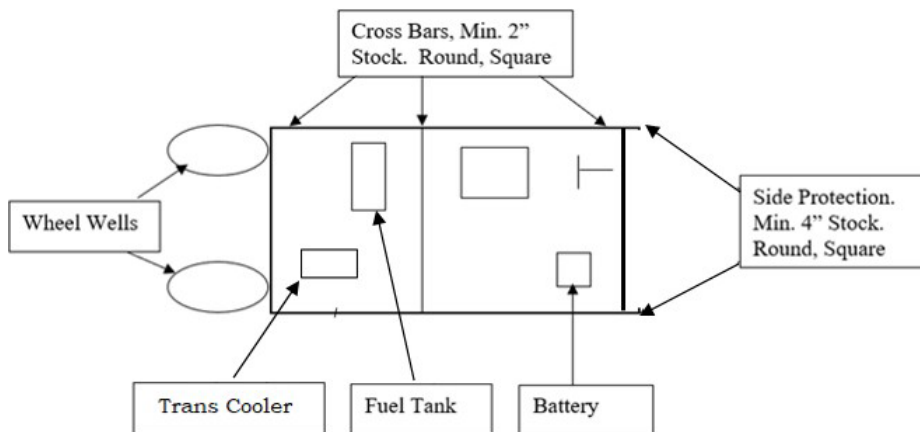 Cross Bars, Min. 2”
Stock. Round, Square
Wheel Wells
Side Protection.
Min. 4” Stock.
Round, Square
Trans Cooler
Fuel Tank
Battery